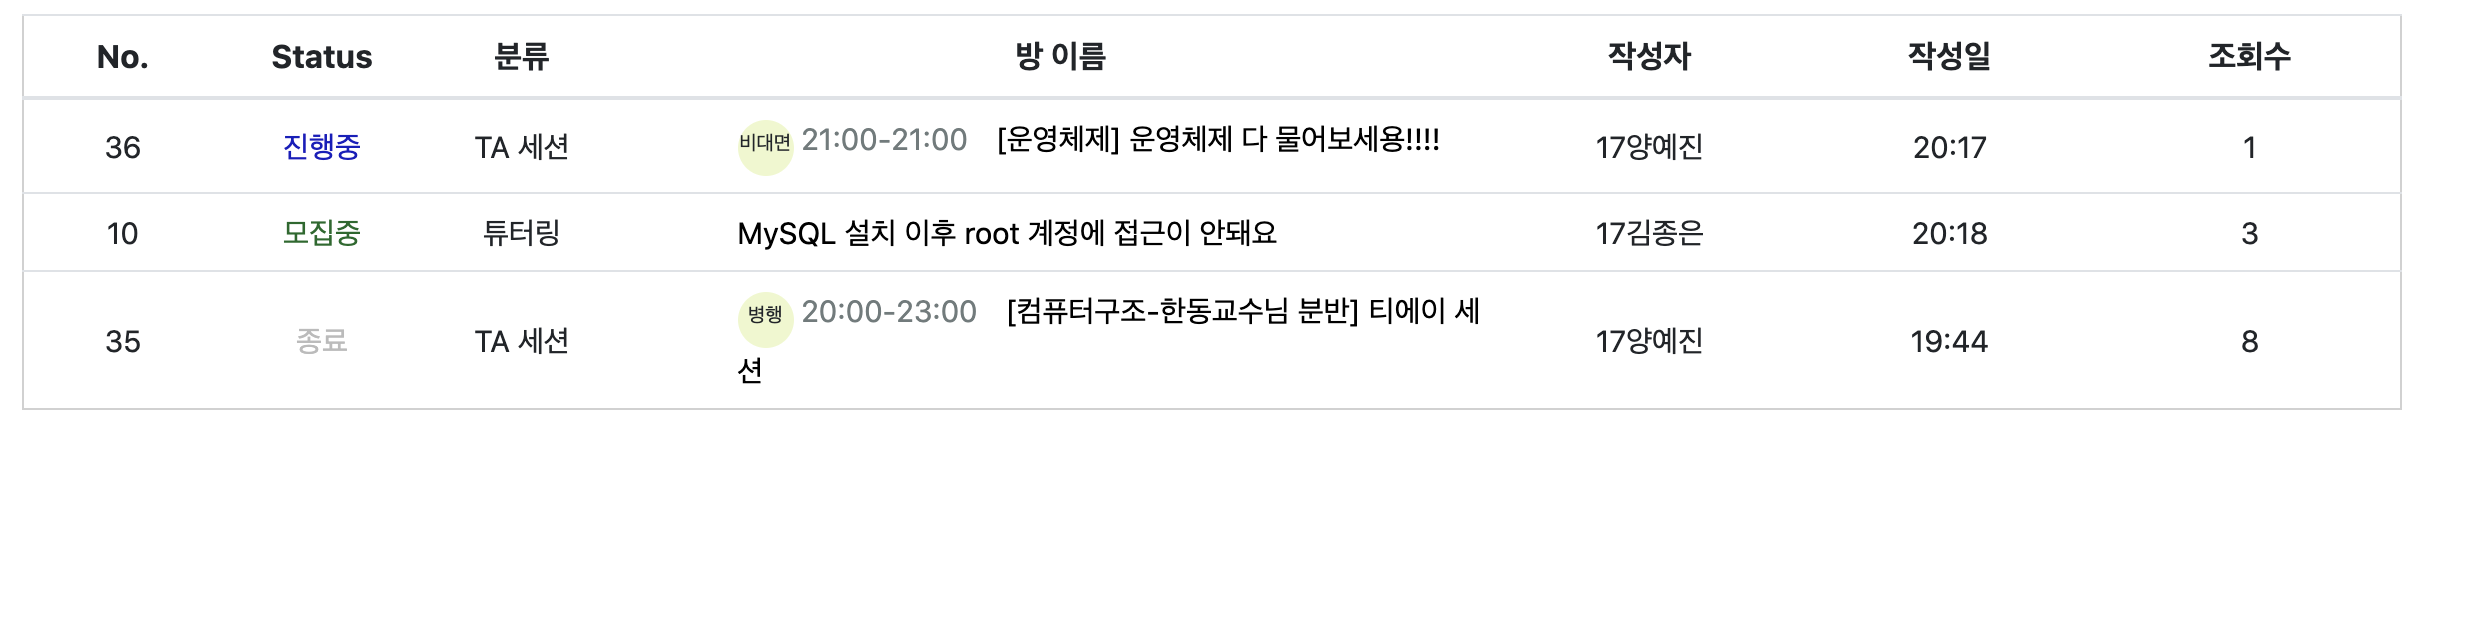 No. Status 분류 방 이름 작성자 작성일 조회수
36 진행중 TA 세션 비대면 21:00-21:00 [운영체제] 운영체제 다 물어보세용!!!! 17양예진 20:17 1
10 모집중 튜터링 MySQL 설치 이후 root 계정에 접근이 안돼요 17김종은 20:18 3
35 종료 TA 세션 병행 20:00-23:00 [컴퓨터구조-한동교수님 분반] 티에이 세 17양예진 19:44 8
션